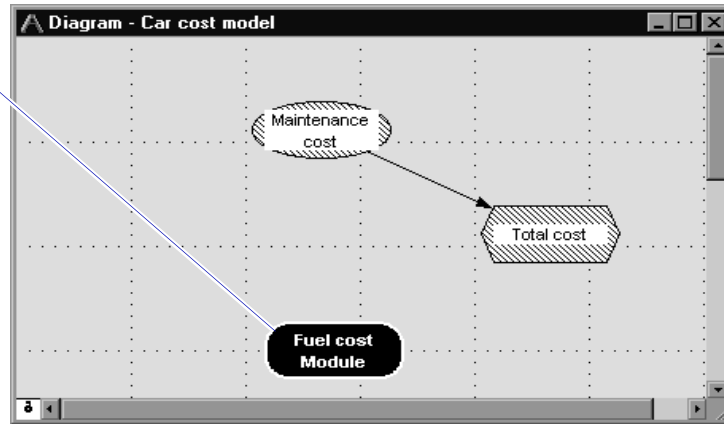 Diagram - Car cost model
Maintenance
cost
Total cost
Fuel cost
Module